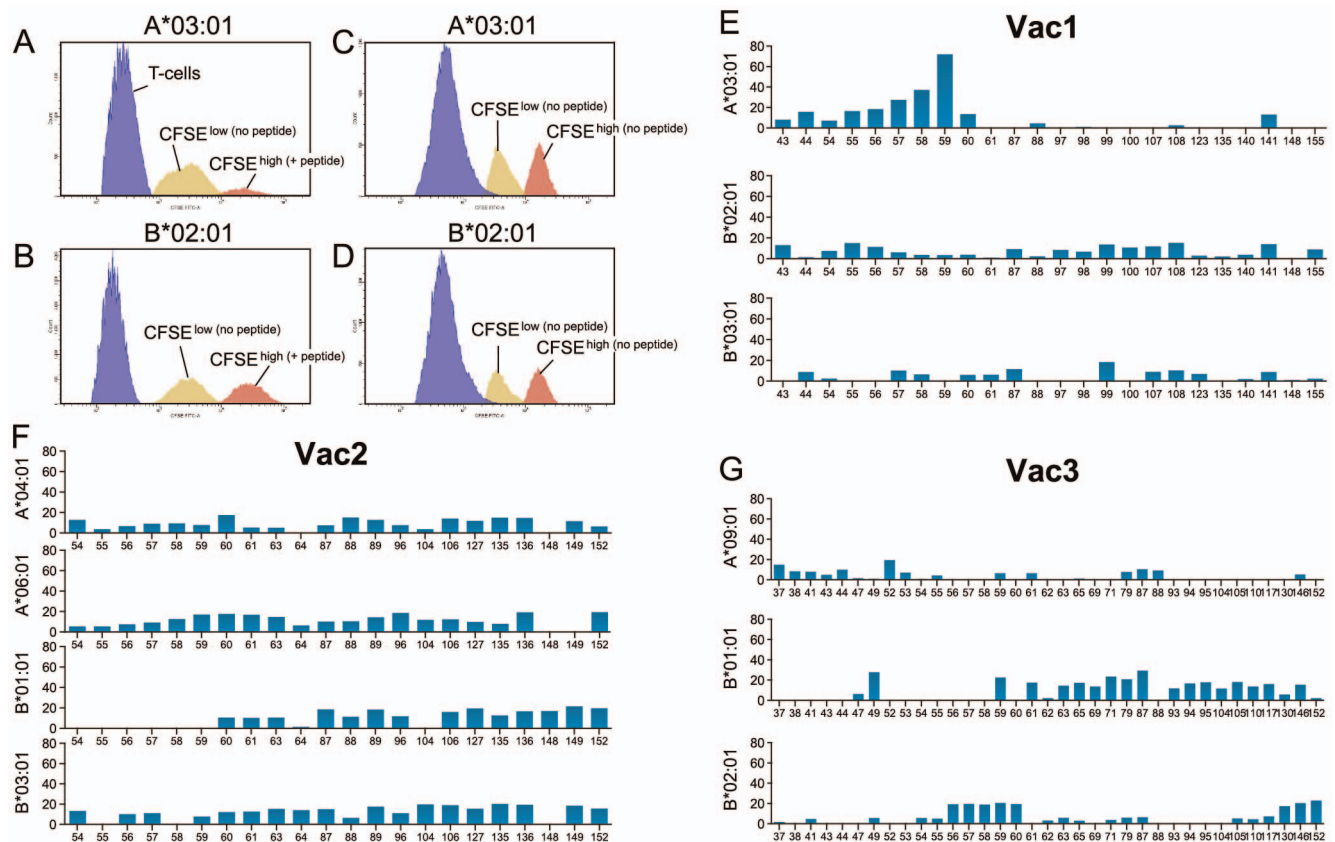 A
A*03:01
T-cells
CFSE low (no peptide)
CFSE high (+ peptide)
Count
CFSE FITC-A
C
A*03:01
CFSE low (no peptide)
CFSE high (no peptide)
Count
CFSE FITC-A
B
B*02:01
CFSE low (no peptide)
CFSE high (+ peptide)
Count
CFSE FITC-A
D
B*02:01
CFSE low (no peptide)
CFSE high (no peptide)
Count
CFSE FITC-A
E
Vac1
A*03:01
80
60
40
20
0
43 44 54 55 56 57 58 59 60 61 87 88 97 98 99 100 107 108 123 135 140 141 148 155
B*02:01
80
60
40
20
0
43 44 54 55 56 57 58 59 60 61 87 88 97 98 99 100 107 108 123 135 140 141 148 155
B*03:01
80
60
40
20
0
43 44 54 55 56 57 58 59 60 61 87 88 97 98 99 100 107 108 123 135 140 141 148 155
F
Vac2
A*04:01
80
60
40
20
0
54 55 56 57 58 59 60 61 63 64 87 88 89 96 104 106 127 135 136 148 149 152
A*06:01
80
60
40
20
0
54 55 56 57 58 59 60 61 63 64 87 88 89 96 104 106 127 135 136 148 149 152
B*01:01
80
60
40
20
0
54 55 56 57 58 59 60 61 63 64 87 88 89 96 104 106 127 135 136 148 149 152
B*03:01
80
60
40
20
0
54 55 56 57 58 59 60 61 63 64 87 88 89 96 104 106 127 135 136 148 149 152
G
Vac3
A*09:01
80
60
40
20
0
37 38 41 43 44 47 49 52 53 54 55 56 57 58 59 60 61 62 63 65 69 71 79 87 88 93 94 95 104 105 110 117 130 146 152
B*01:01
80
60
40
20
0
37 38 41 43 44 47 49 52 53 54 55 56 57 58 59 60 61 62 63 65 69 71 79 87 88 93 94 95 104 105 110 117 130 146 152
B*02:01
80
60
40
20
0
37 38 41 43 44 47 49 52 53 54 55 56 57 58 59 60 61 62 63 65 69 71 79 87 88 93 94 95 104 105 110 117 130 146 152